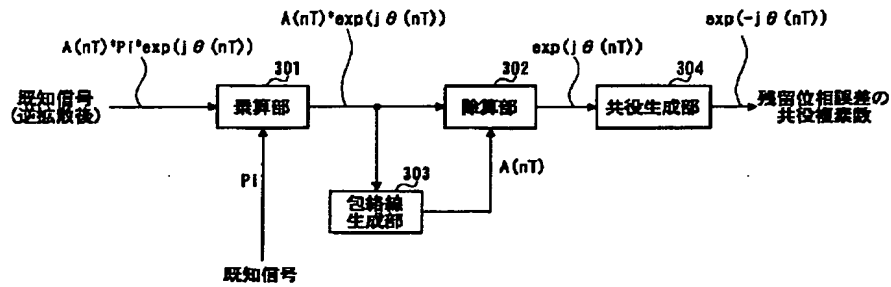 A(nT)*Pi*exp(jθ(nT))
A(nT)*exp(jθ(nT))
exp(jθ(nT))
exp(-jθ(nT))
301
302
304
既知信号
(逆拡散後)
乗算部
除算部
共役生成部
残留位相誤差の
共役複素数
Pi
303
A(nT)
包絡線
生成部
既知信号